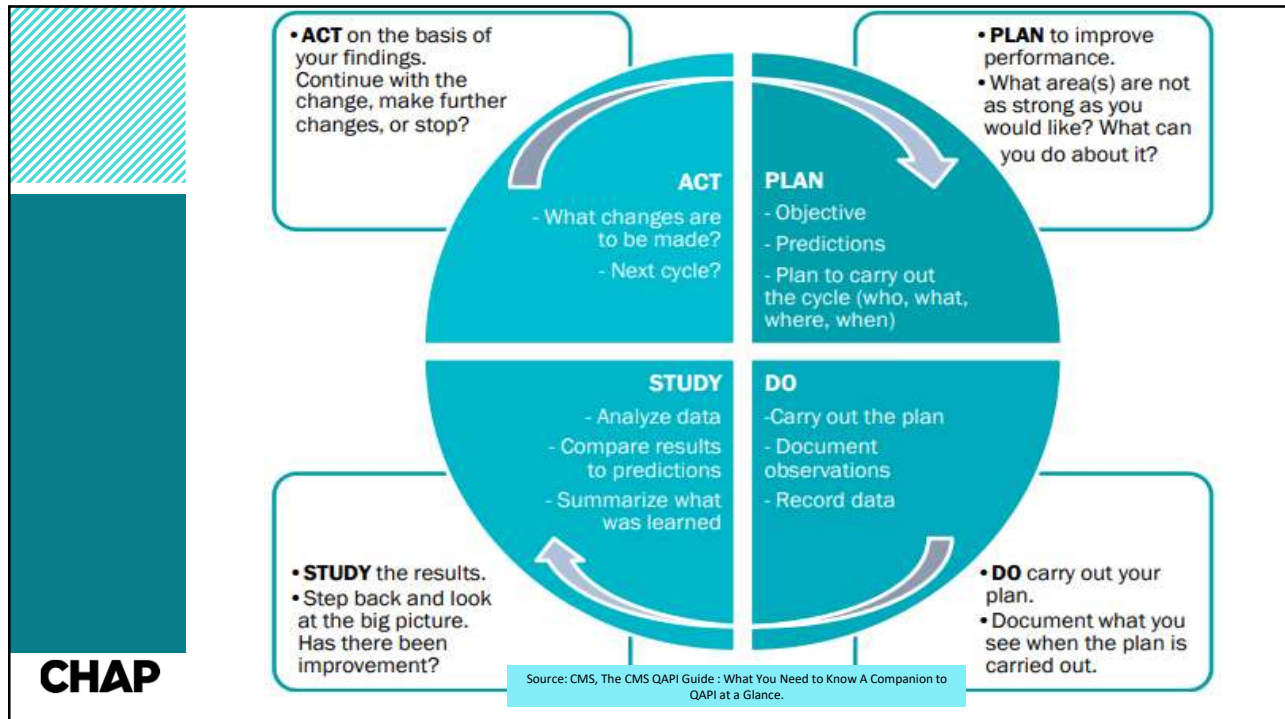 • ACT on the basis of
your findings.
Continue with the
change, make further
changes, or stop?
• PLAN to improve
performance.
• What area(s) are not
as strong as you
would like? What can
you do about it?
ACT
- What changes are
to be made?
- Next cycle?
PLAN
- Objective
- Predictions
- Plan to carry out
the cycle (who, what,
where, when)
STUDY
- Analyze data
- Compare results
to predictions
- Summarize what
was learned
DO
-Carry out the plan
- Document
observations
- Record data
• STUDY the results.
• Step back and look
at the big picture.
Has there been
improvement?
• DO carry out your
plan.
• Document what you
see when the plan is
carried out.
CHAP
Source: CMS, The CMS QAPI Guide : What You Need to Know A Companion to
QAPI at a Glance.